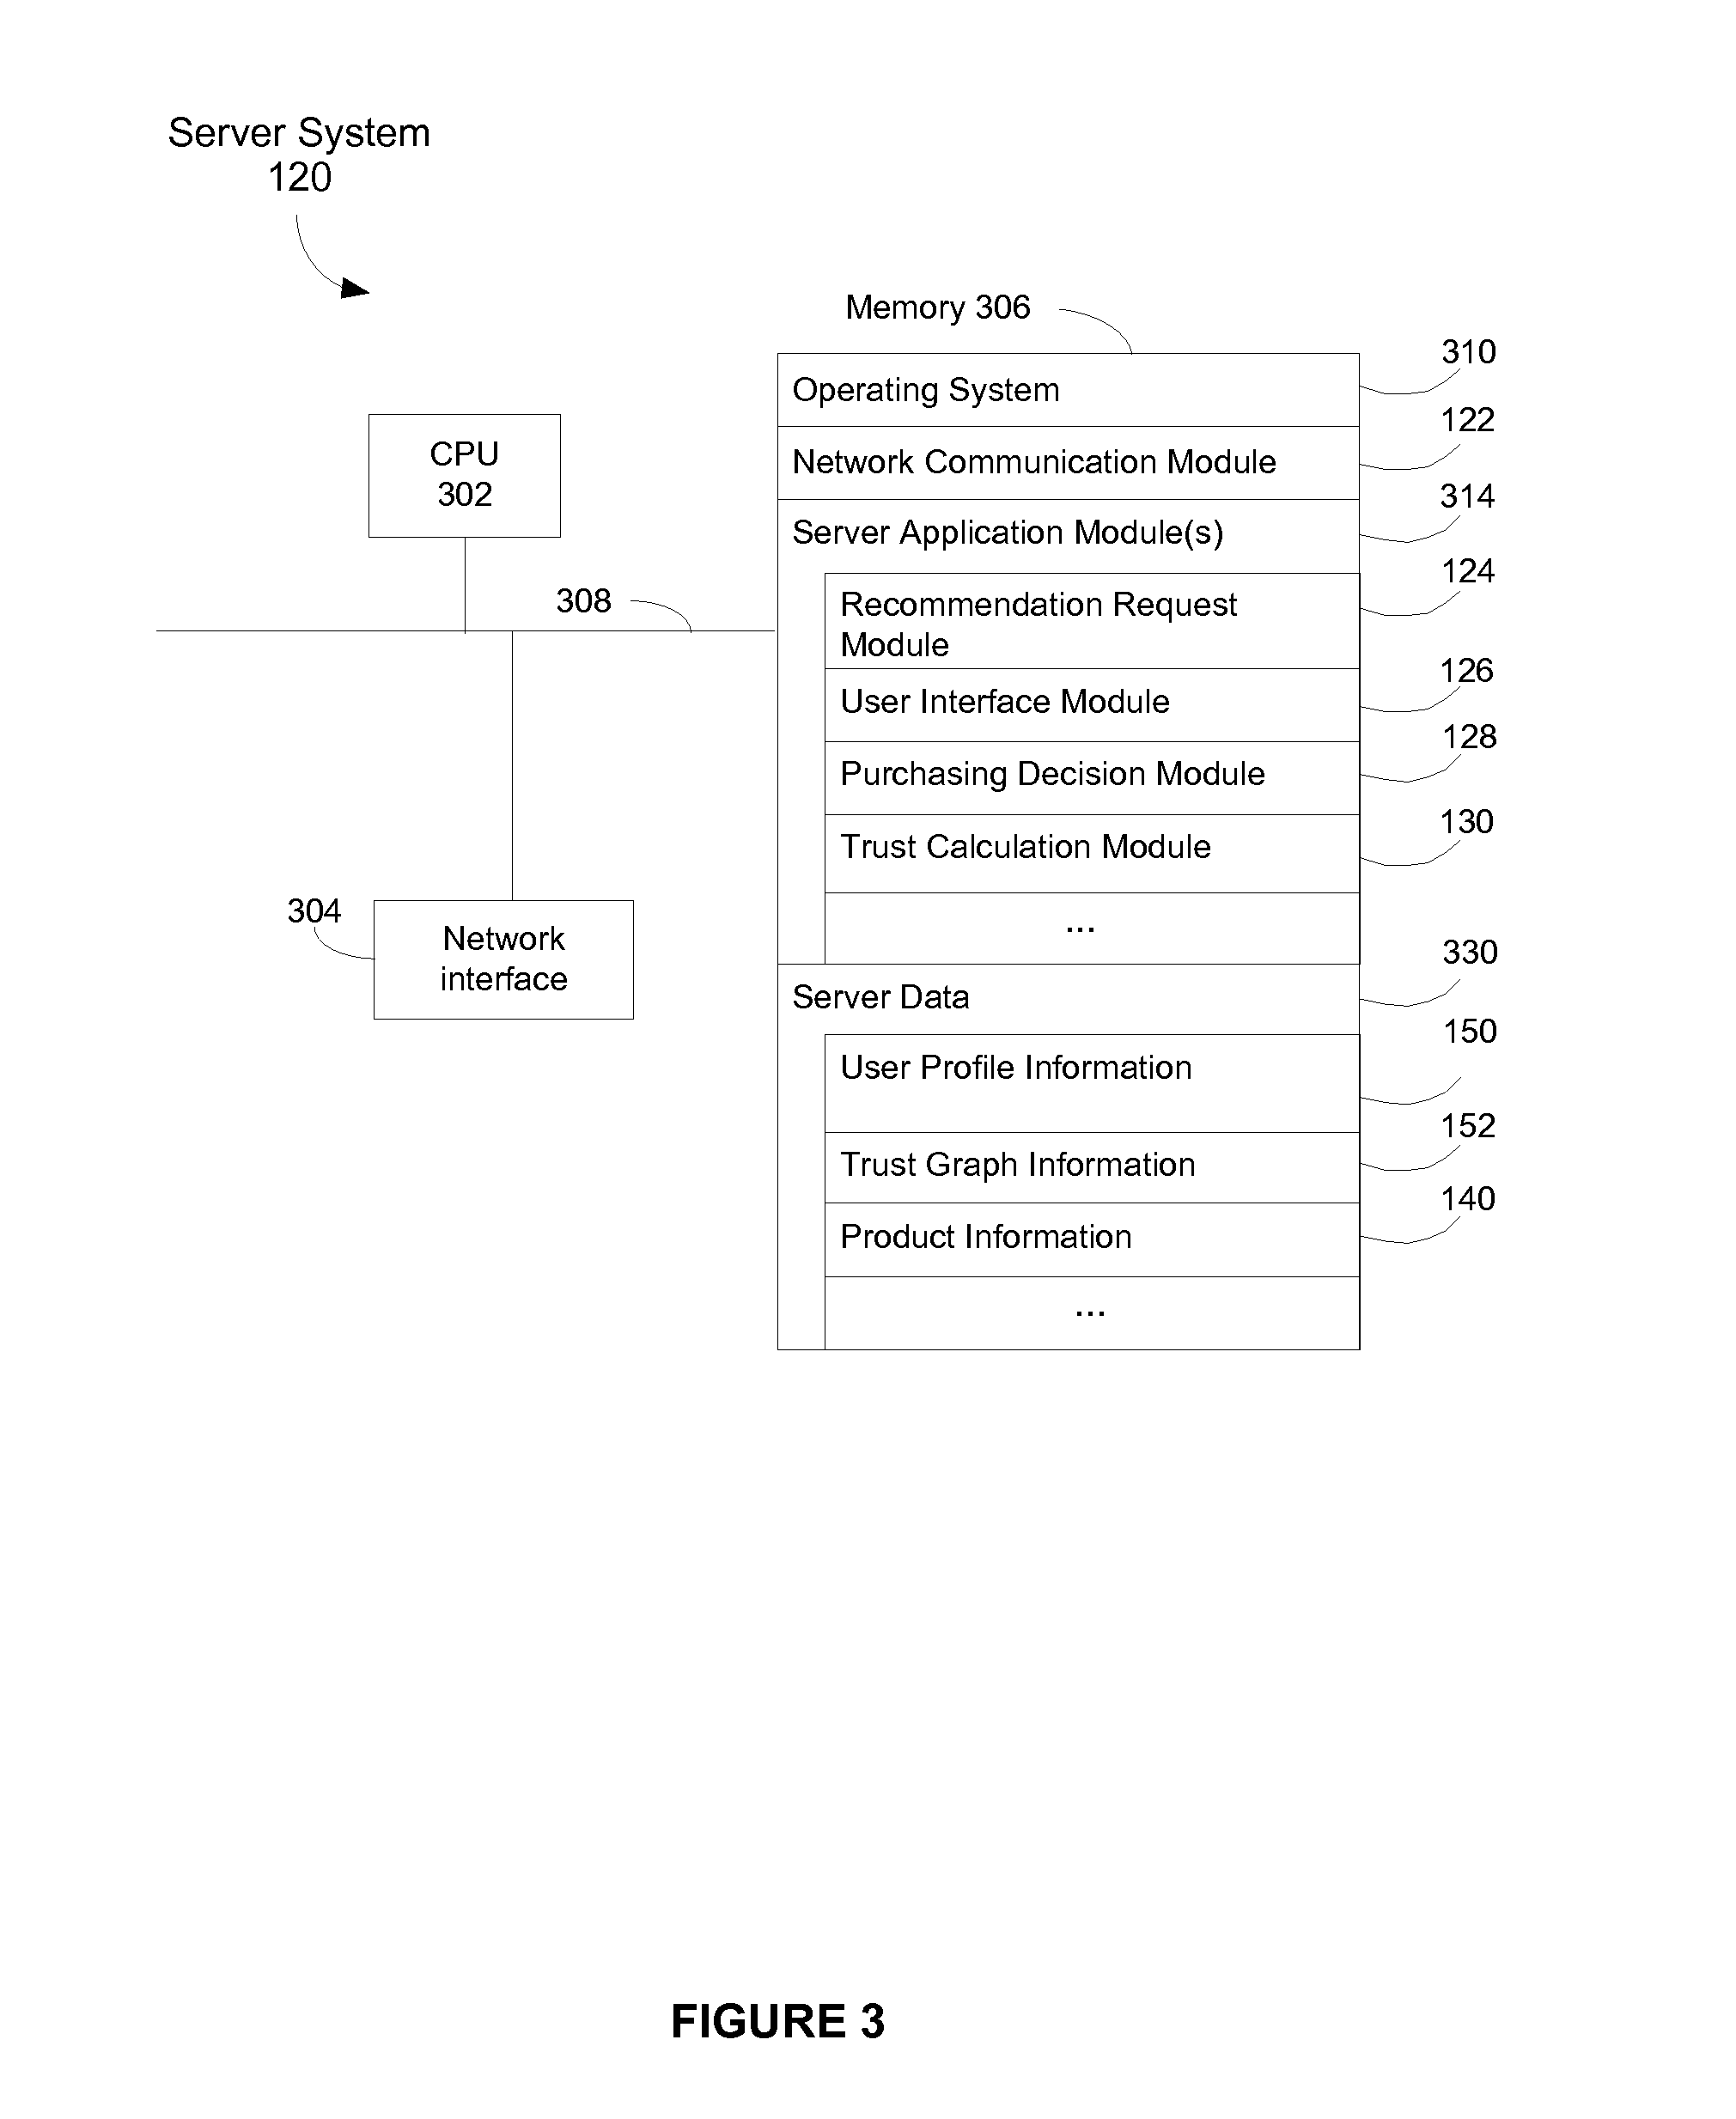 Server System
120
Memory 306
310
Operating System
122
CPU
302
Network Communication Module
314
Server Application Module(s)
124
308
Recommendation Request
Module
126
User Interface Module
128
Purchasing Decision Module
130
Trust Calculation Module
304
Network
interface
...
330
Server Data
150
User Profile Information
152
Trust Graph Information
140
Product Information
...
FIGURE 3